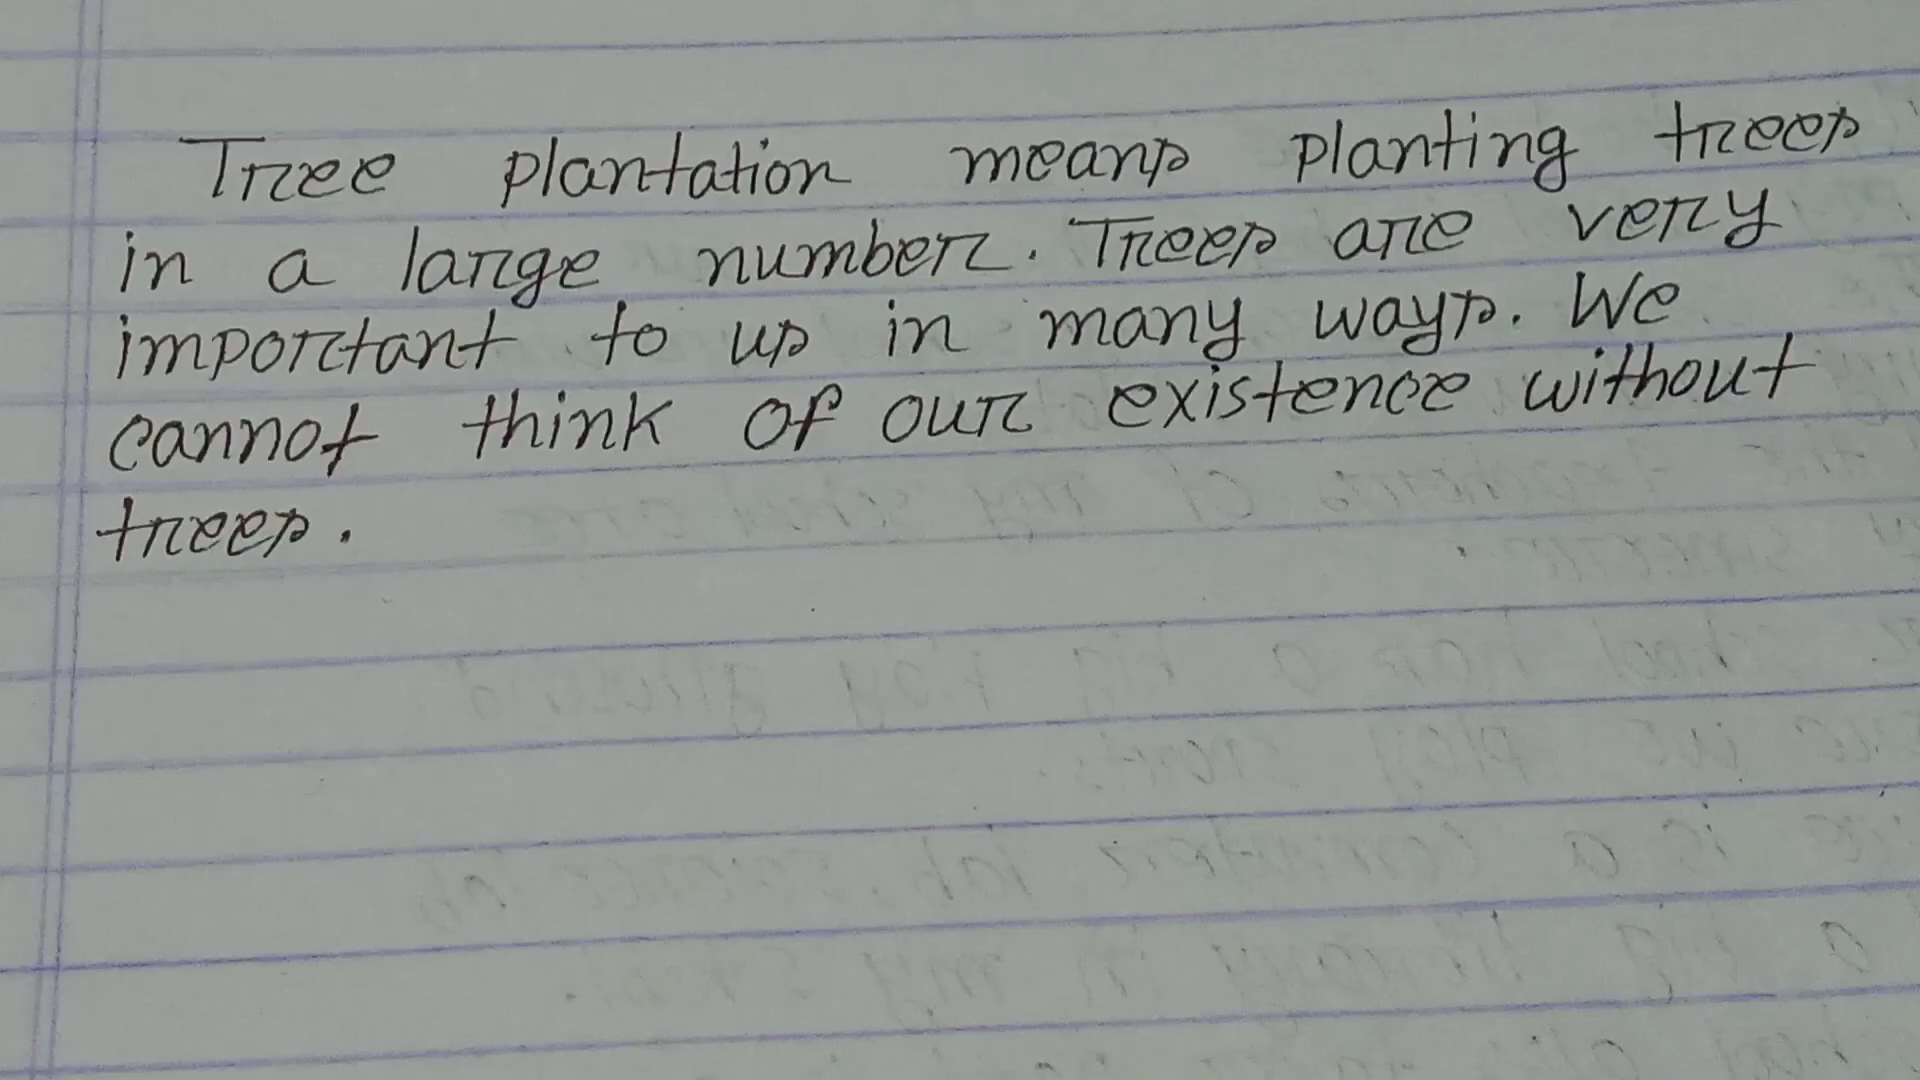 Tree plantation means planting trees
in a large number. Trees are very
important to us in many ways. We
cannot think of our existence without
trees.